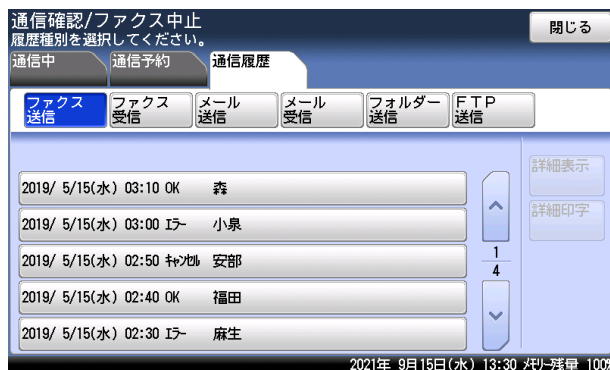 通信確認/ファクス中止
履歴種別を選択してください。
閉じる
通信中 通信予約 通信履歴
ファクス送信 ファクス受信 メール送信 メール受信 フォルダー送信 FTP送信
詳細表示
詳細印字
2019/ 5/15(水) 03:10 OK 森
2019/ 5/15(水) 03:00 エラー 小泉
2019/ 5/15(水) 02:50 キャンセル 安部
2019/ 5/15(水) 02:40 OK 福田
2019/ 5/15(水) 02:30 エラー 麻生
1
4
2021年 9月15日(水) 13:30 メモリー残量 100%